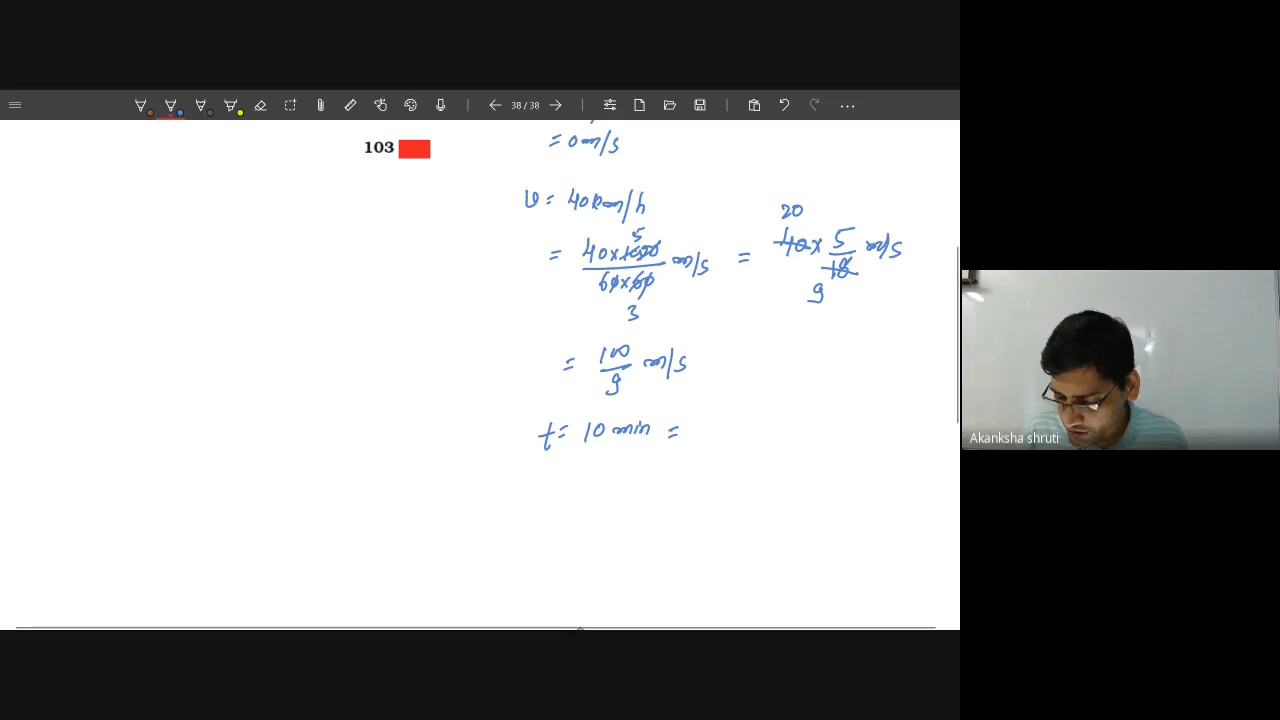 38 / 38
103
= 0 m/s
v = 40 km/h
20
= 40 x 1000 / 60 x 60 m/s = 40 x 5 / 18 m/s
5
3
9
= 100 / 9 m/s
t = 10 min =
Akanksha shruti